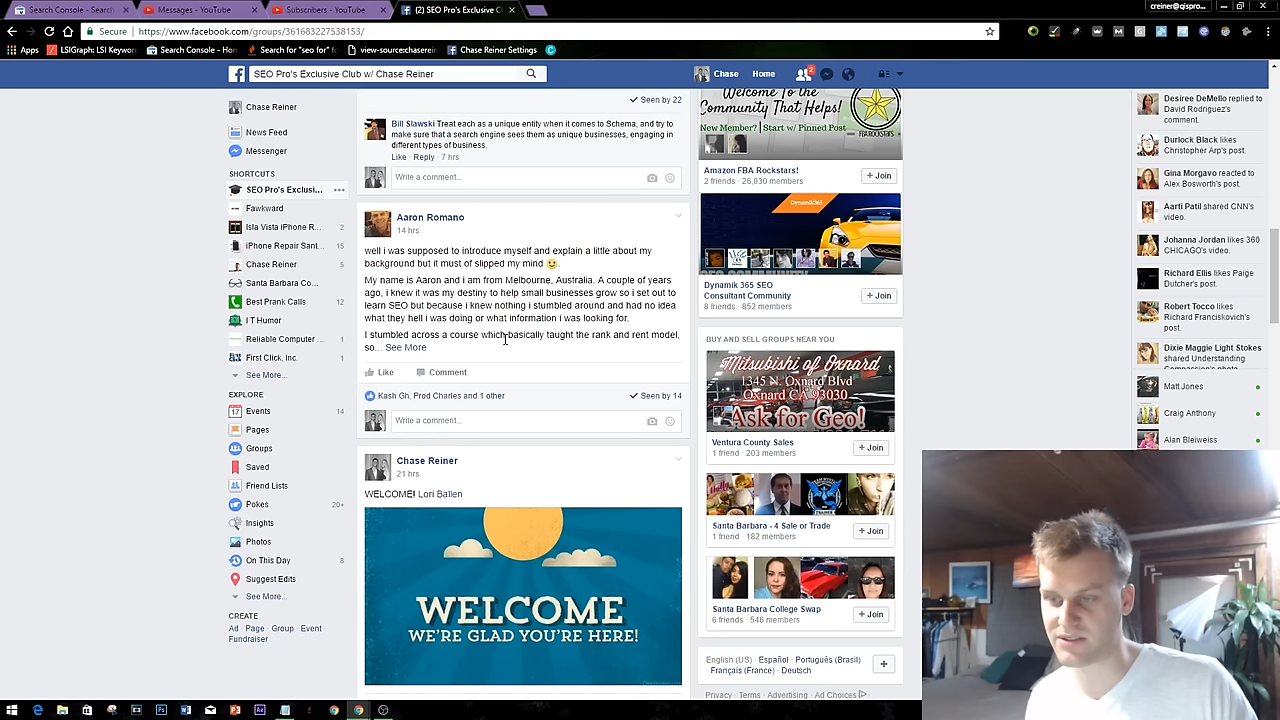 Search Console - Search
Messages - YouTube
Subscribers - YouTube
(2) SEO Pro's Exclusive C
creiner@qispro...
Secure
https://www.facebook.com/groups/361683227538153/
Apps
LSIGraph: LSI Keywo
Search Console - Hom
Search for "seo for"
view-source:chaserein
Chase Reiner Settings
SEO Pro's Exclusive Club w/ Chase Reiner
Chase
Home
2
Chase Reiner
News Feed
Messenger
SHORTCUTS
SEO Pro's Exclusi...
Fawkward
Isla Vista iPhone R... 2
iPhone Repair Sant... 15
Chase Reiner 5
Santa Barbara Co...
Best Prank Calls 12
I T Humor
Reliable Computer ... 1
First Click, Inc. 1
See More...
EXPLORE
Events 14
Pages
Groups
Saved
Friend Lists
Pokes 20+
Insights
Photos
On This Day 8
Suggest Edits
See More...
CREATE
Ad · Page · Group · Event
Fundraiser
Seen by 22
Bill Slawski Treat each as a unique entity when it comes to Schema, and try to
make sure that a search engine sees them as unique businesses, engaging in
different types of business.
Like · Reply · 7 hrs
Write a comment...
Aaron Romano
14 hrs
well i was supposed to introduce myself and explain a little about my
background but it must of slipped my mind
My name is Aaron and i am from Melbourne, Australia. A couple of years
ago, i knew it was my destiny to help small businesses grow so i set out to
learn SEO but because i knew nothing i stumbled around and had no idea
what they hell i was doing or what information i was looking for.
I stumbled across a course which basically taught the rank and rent model,
so... See More
Like Comment
Kash Gh, Prod Charles and 1 other
Seen by 14
Write a comment...
Chase Reiner
21 hrs
WELCOME! Lori Ballen
WELCOME
WE'RE GLAD YOU'RE HERE!
Welcome To the
Community That Helps!
New Member? | Start w/ Pinned Post
FBA ROCKSTARS
Amazon FBA Rockstars!
2 friends · 26,030 members
+ Join
Dynamik365
SEO COMMUNITY
Dynamik 365 SEO
Consultant Community
8 friends · 852 members
+ Join
BUY AND SELL GROUPS NEAR YOU
Mitsubishi of Oxnard
1345 N. Oxnard Blvd
Oxnard CA 93030
Ask for Geo!
Ventura County Sales
1 friend · 203 members
+ Join
Santa Barbara - 4 Sale or Trade
1 friend · 182 members
+ Join
Santa Barbara College Swap
6 friends · 546 members
+ Join
English (US) · Español · Português (Brasil) ·
Français (France) · Deutsch
Privacy · Terms · Advertising · Ad Choices
Desiree DeMello replied to
David Rodriguez's
comment.
Durlock Black likes
Christopher Arp's post.
Gina Morgavo reacted to
Alex Bosworth's post.
Aarti Patil shared CNN's
video.
Johanna Jordan likes 360
CHICAGO's video.
Richard Ellis likes Paige
Dutcher's post.
Robert Tocco likes
Richard Franciskovich's
post.
Dixie Maggie Light Stokes
shared Understanding
Matt Jones
Craig Anthony
Alan Bleiweiss